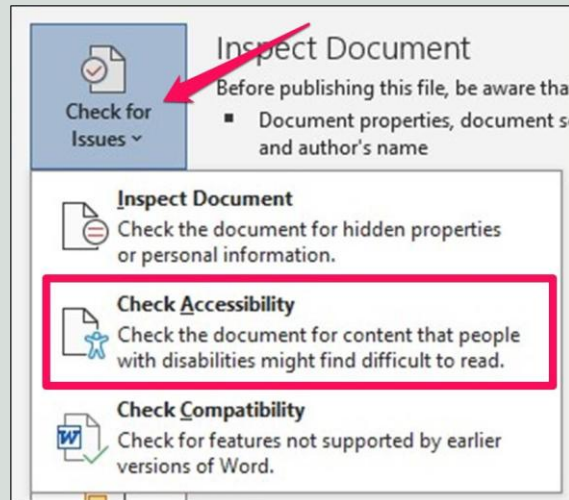 Inspect Document
Before publishing this file, be aware tha
Check for
Issues
▪ Document properties, document s
and author's name
Inspect Document
Check the document for hidden properties
or personal information.
Check Accessibility
Check the document for content that people
with disabilities might find difficult to read.
Check Compatibility
Check for features not supported by earlier
versions of Word.
W